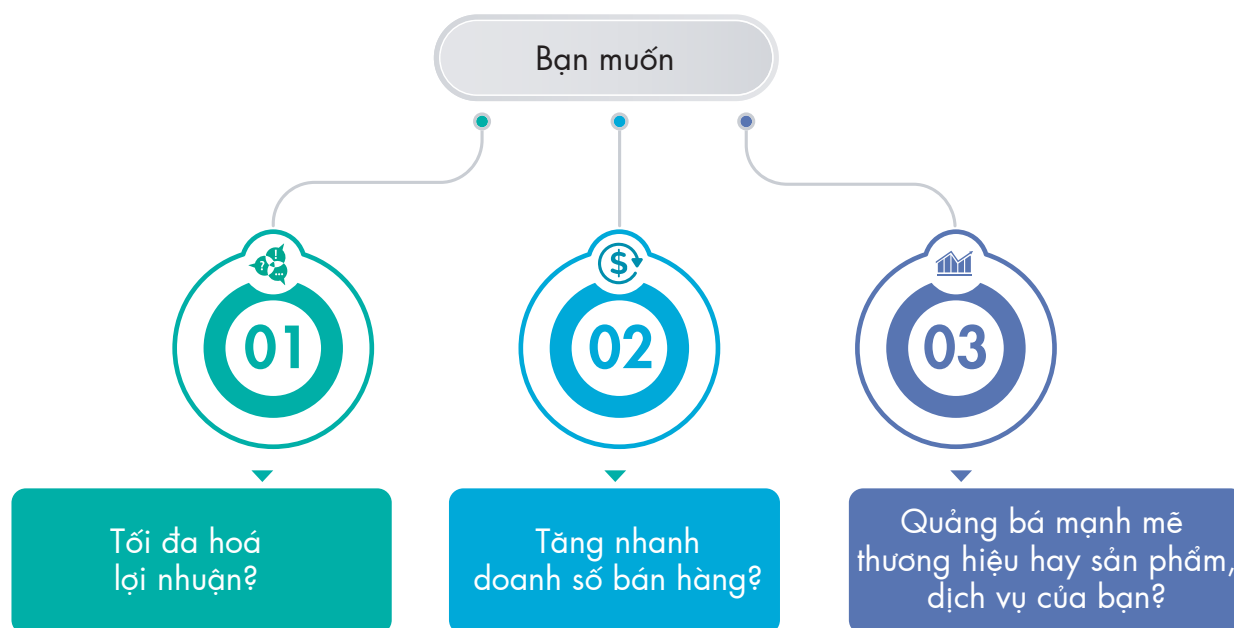 Bạn muốn
01
02
03
Tối đa hoá
lợi nhuận?
Tăng nhanh
doanh số bán hàng?
Quảng bá mạnh mẽ
thương hiệu hay sản phẩm,
dịch vụ của bạn?